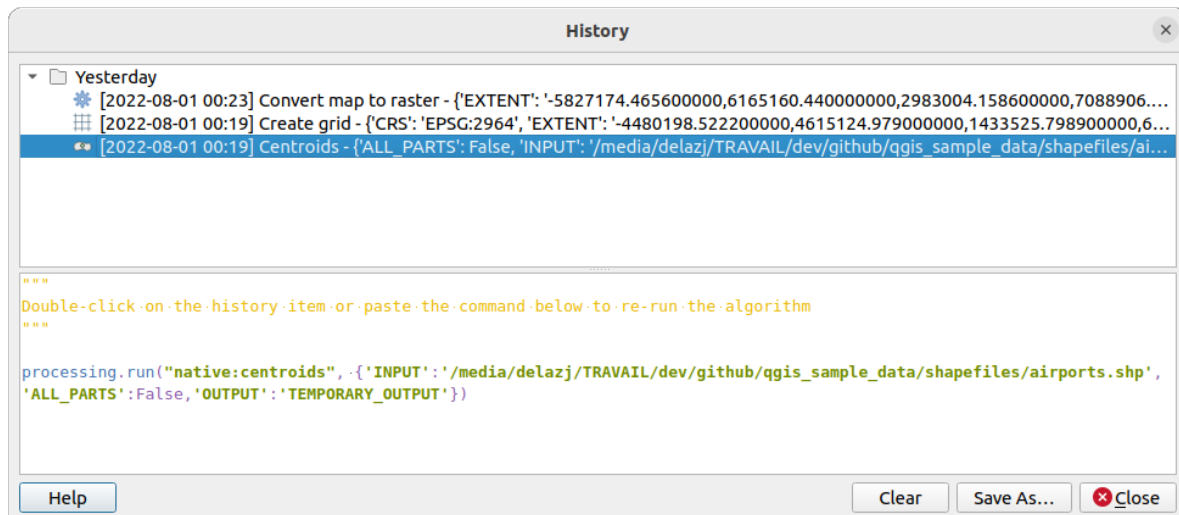 History
Yesterday
[2022-08-01 00:23] Convert map to raster - {'EXTENT': '-5827174.465600000,6165160.440000000,2983004.158600000,7088906....
[2022-08-01 00:19] Create grid - {'CRS': 'EPSG:2964', 'EXTENT': '-4480198.522200000,4615124.979000000,1433525.798900000,6...
[2022-08-01 00:19] Centroids - {'ALL_PARTS': False, 'INPUT': '/media/delazj/TRAVAIL/dev/github/qgis_sample_data/shapefiles/ai...
"""
Double-click·on·the·history·item·or·paste·the·command·below·to·re-run·the·algorithm
"""
processing.run("native:centroids",·{'INPUT':'/media/delazj/TRAVAIL/dev/github/qgis_sample_data/shapefiles/airports.shp',
'ALL_PARTS':False,'OUTPUT':'TEMPORARY_OUTPUT'})
Help
Clear
Save As...
Close